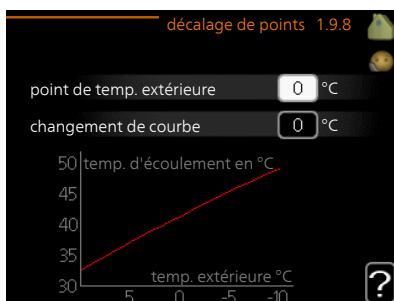 décalage de points 1.9.8
point de temp. extérieure 0 °C
changement de courbe 0 °C
50 temp. d'écoulement en °C
45
40
35
30 temp. extérieure °C
5 0 -5 -10
?